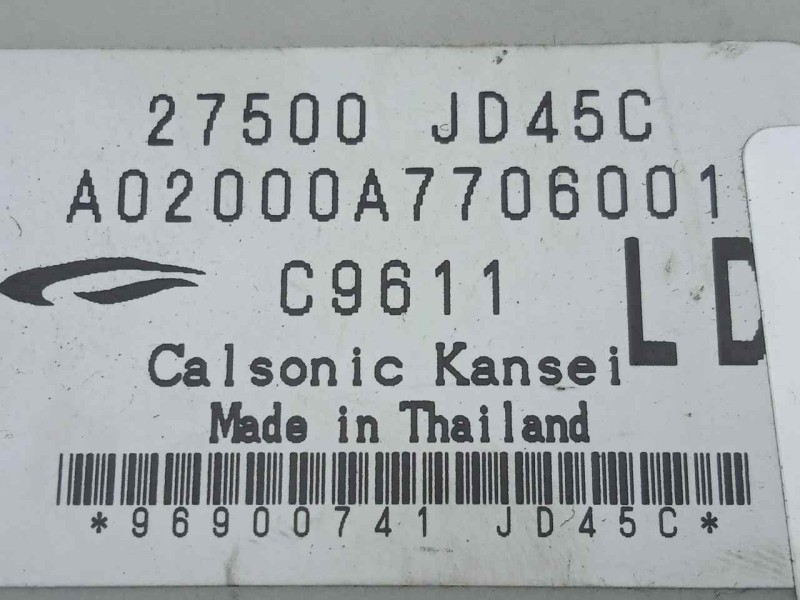 27500 JD45C
A02000A7706001
C9611 LD
Calsonic Kansei
Made in Thailand
*96900741 JD45C*